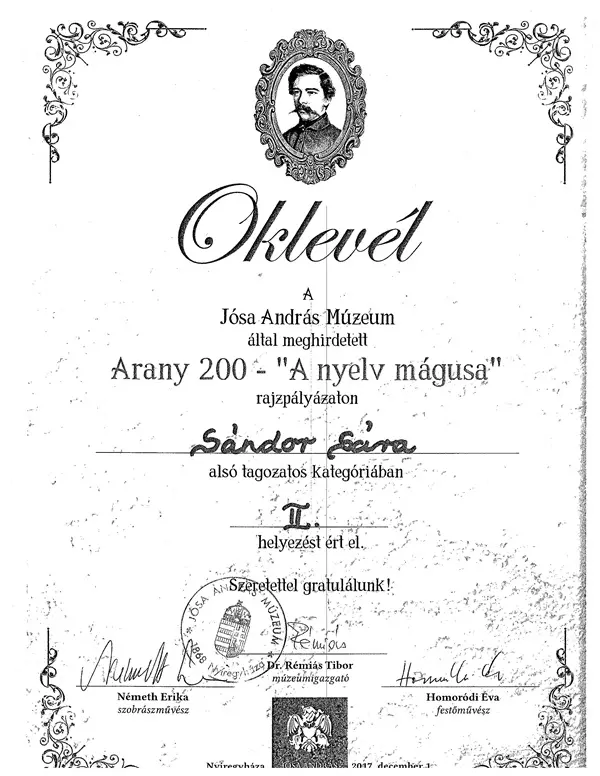 Oklevél
A
Jósa András Múzeum
által meghirdetett
Arany 200 - "A nyelv mágusa"
rajzpályázaton
Sándor Sára
alsó tagozatos kategóriában
II.
helyezést ért el.
Szeretettel gratulálunk!
JÓSA ANDRÁS MÚZEUM
1868 Nyíregyháza
Rémiás
Dr. Rémiás Tibor
múzeumigazgató
Németh Erika
szobrászművész
Homoródi Éva
festőművész
Nyíregyháza 2017. december 1.